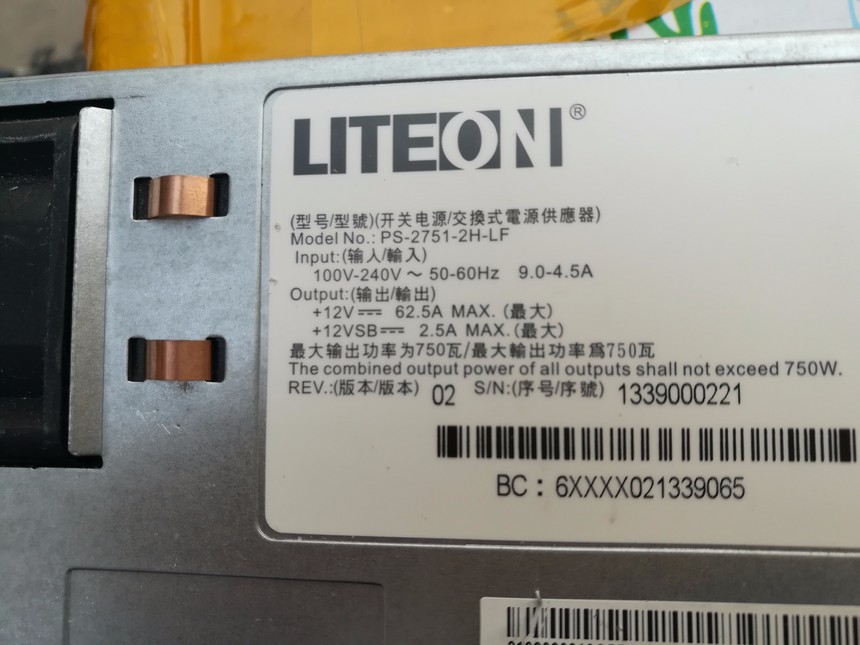 LITEON®
(型号/型號)(开关电源/交換式電源供應器)
Model No.: PS-2751-2H-LF
Input:(输入/輸入)
100V-240V ~ 50-60Hz 9.0-4.5A
Output:(输出/輸出)
+12V⎓ 62.5A MAX. (最大)
+12VSB⎓ 2.5A MAX. (最大)
最大输出功率为750瓦/最大輸出功率爲750瓦
The combined output power of all outputs shall not exceed 750W.
REV.:(版本/版本) 02 S/N:(序号/序號) 1339000221
BC : 6XXXX021339065